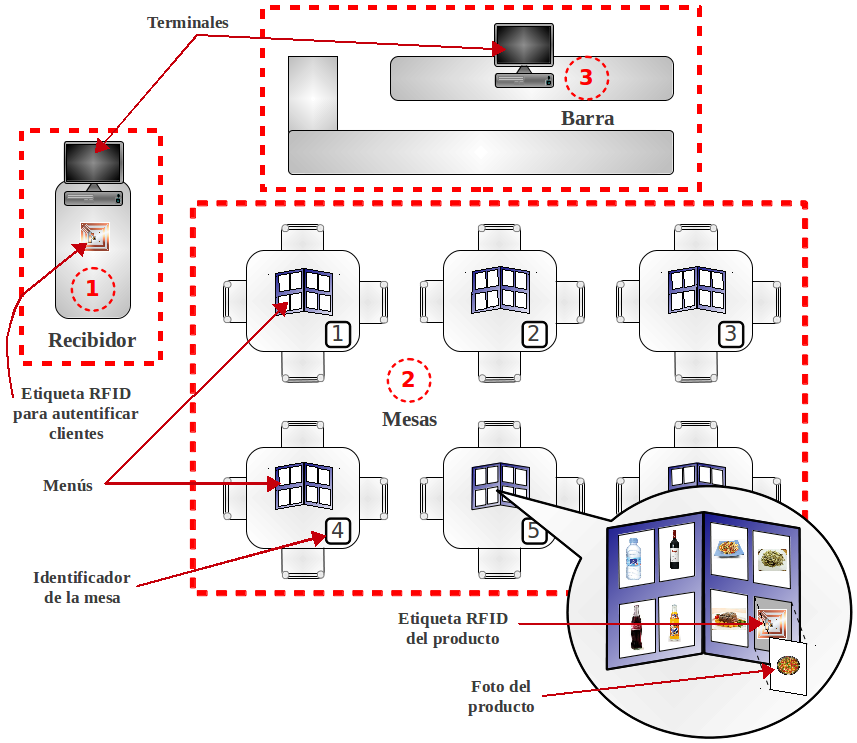 Terminales
3
Barra
1
Recibidor
Etiqueta RFID
para autentificar
clientes
1
2
3
2
Mesas
Menús
4
5
Identificador
de la mesa
Etiqueta RFID
del producto
Foto del
producto